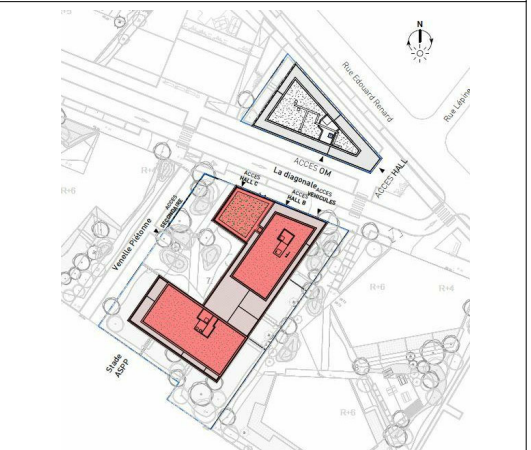 N
Rue Edouard Renard
Rue Lépine
R+6
ACCES OM
ACCES HALL
La diagonale
ACCES
HALL C
ACCES
HALL B
ACCES
VEHICULES
ACCES
SECONDAIRE
Venelle Piétonne
R+6
R+6
R+4
Stade
ASPP
R+6